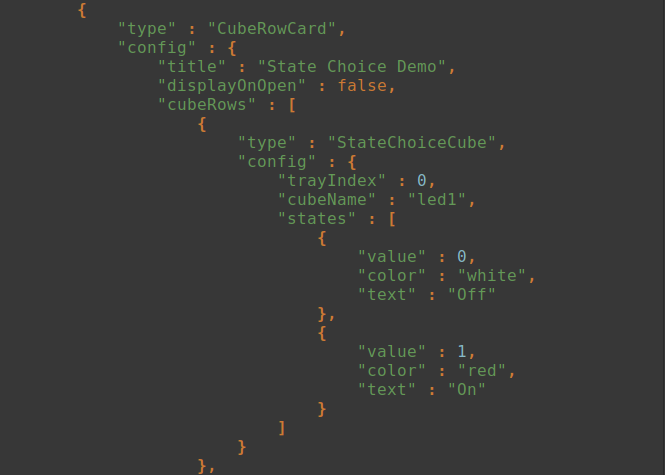 {
"type" : "CubeRowCard",
"config" : {
"title" : "State Choice Demo",
"displayOnOpen" : false,
"cubeRows" : [
{
"type" : "StateChoiceCube",
"config" : {
"trayIndex" : 0,
"cubeName" : "led1",
"states" : [
{
"value" : 0,
"color" : "white",
"text" : "Off"
},
{
"value" : 1,
"color" : "red",
"text" : "On"
}
]
}
},